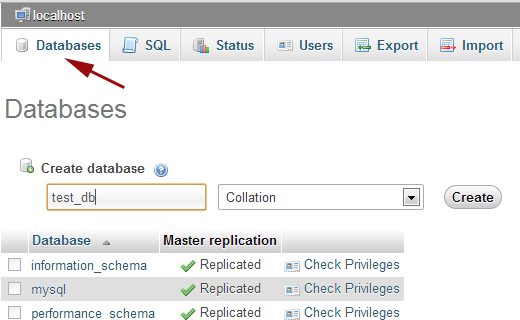 localhost
Databases SQL Status Users Export Import
Databases
Create database
test_db Collation Create
Database Master replication
information_schema Replicated Check Privileges
mysql Replicated Check Privileges
performance_schema Replicated Check Privileges